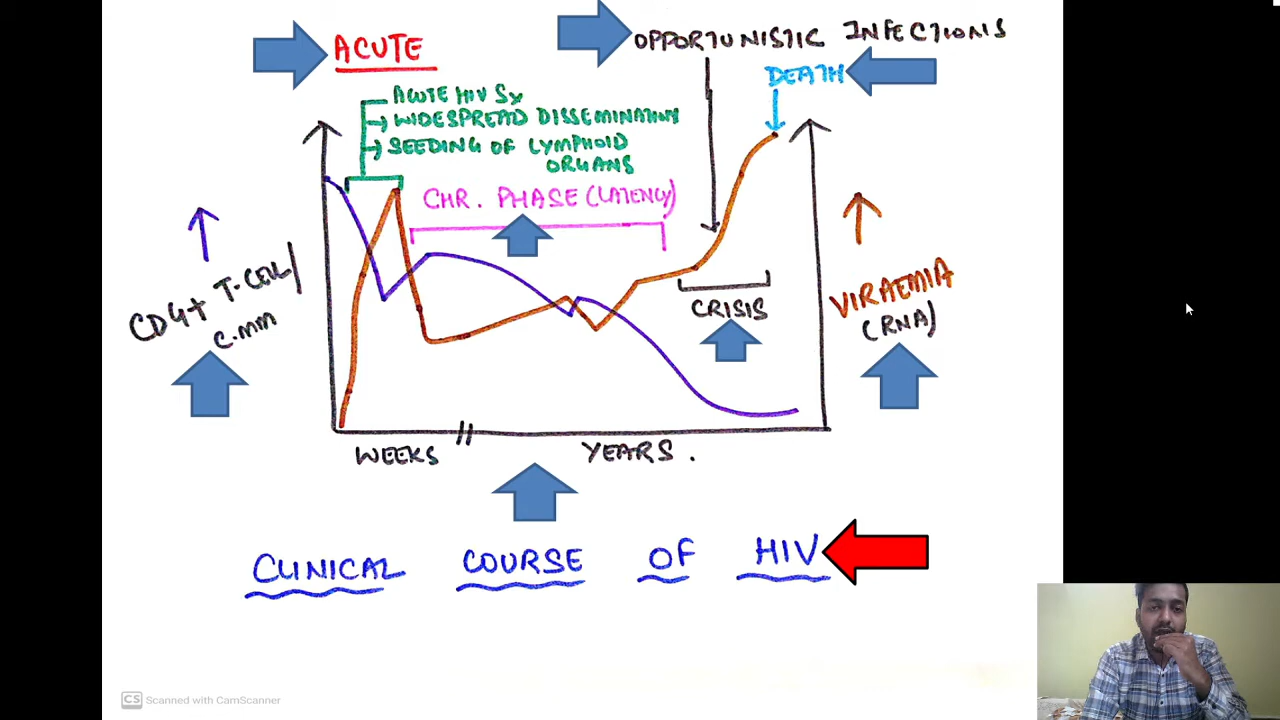 ACUTE
OPPORTUNISTIC INFECTIONS
DEATH
ACUTE HIV Sx
WIDESPREAD DISSEMINATION
SEEDING OF LYMPHOID
ORGANS
CHR. PHASE (LATENCY)
CD4+ T-CELL/
C.MM
CRISIS
VIRAEMIA
(RNA)
WEEKS
YEARS.
CLINICAL COURSE OF HIV
CS Scanned with CamScanner